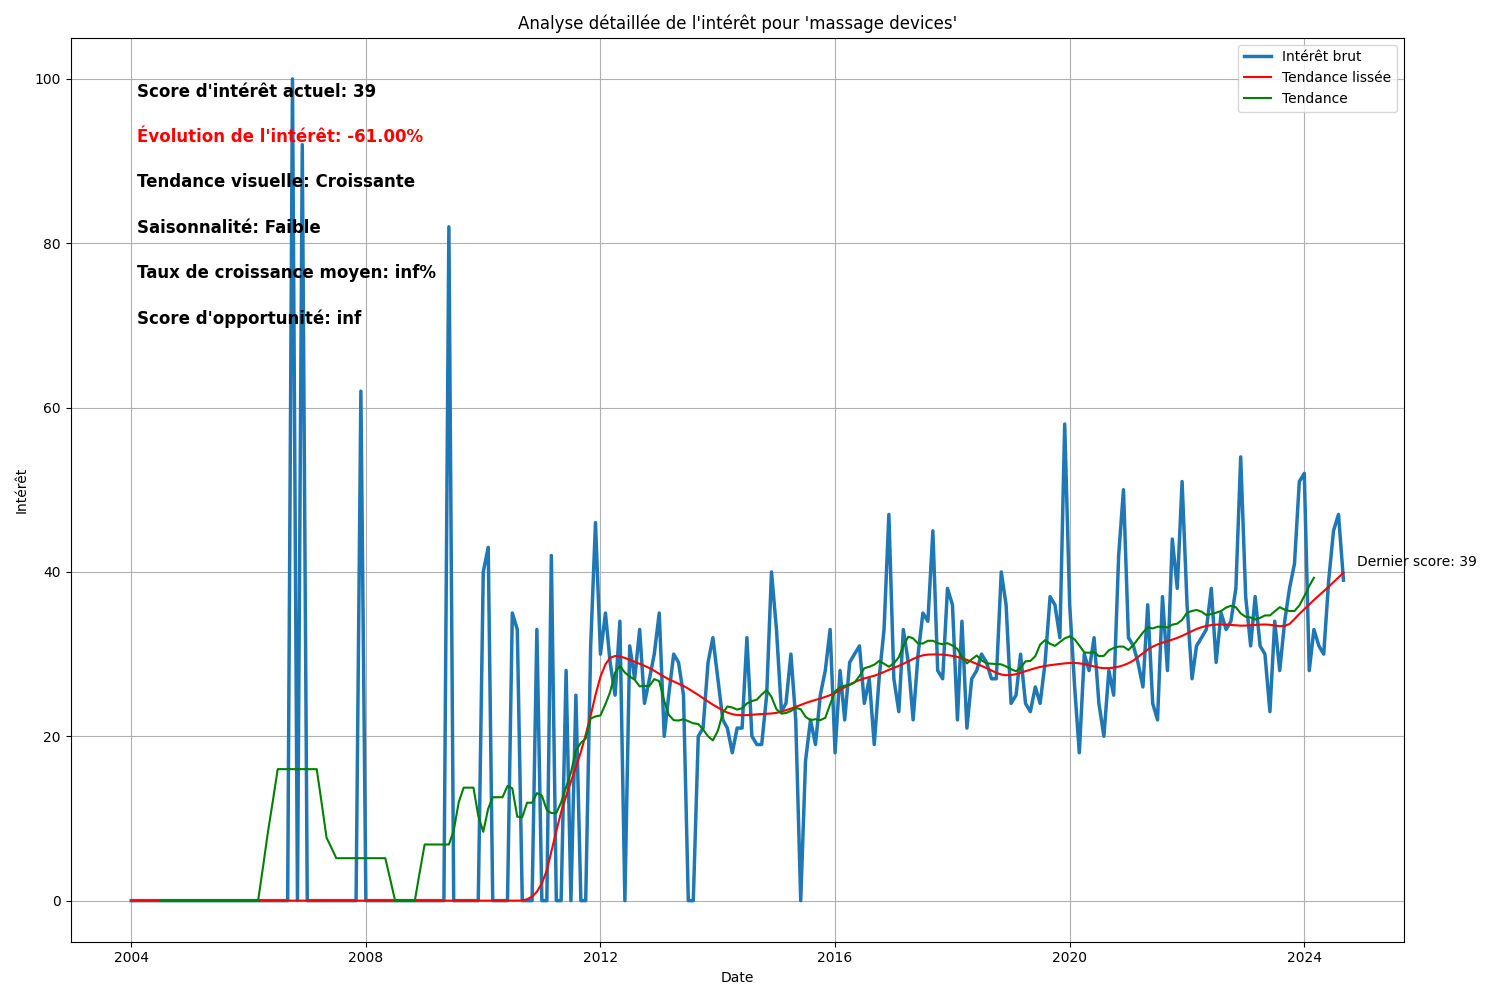 Analyse détaillée de l'intérêt pour 'massage devices'
Intérêt brut
Tendance lissée
Tendance
Score d'intérêt actuel: 39
Évolution de l'intérêt: -61.00%
Tendance visuelle: Croissante
Saisonnalité: Faible
Taux de croissance moyen: inf%
Score d'opportunité: inf
Dernier score: 39
Intérêt
100
80
60
40
20
0
2004
2008
2012
2016
2020
2024
Date